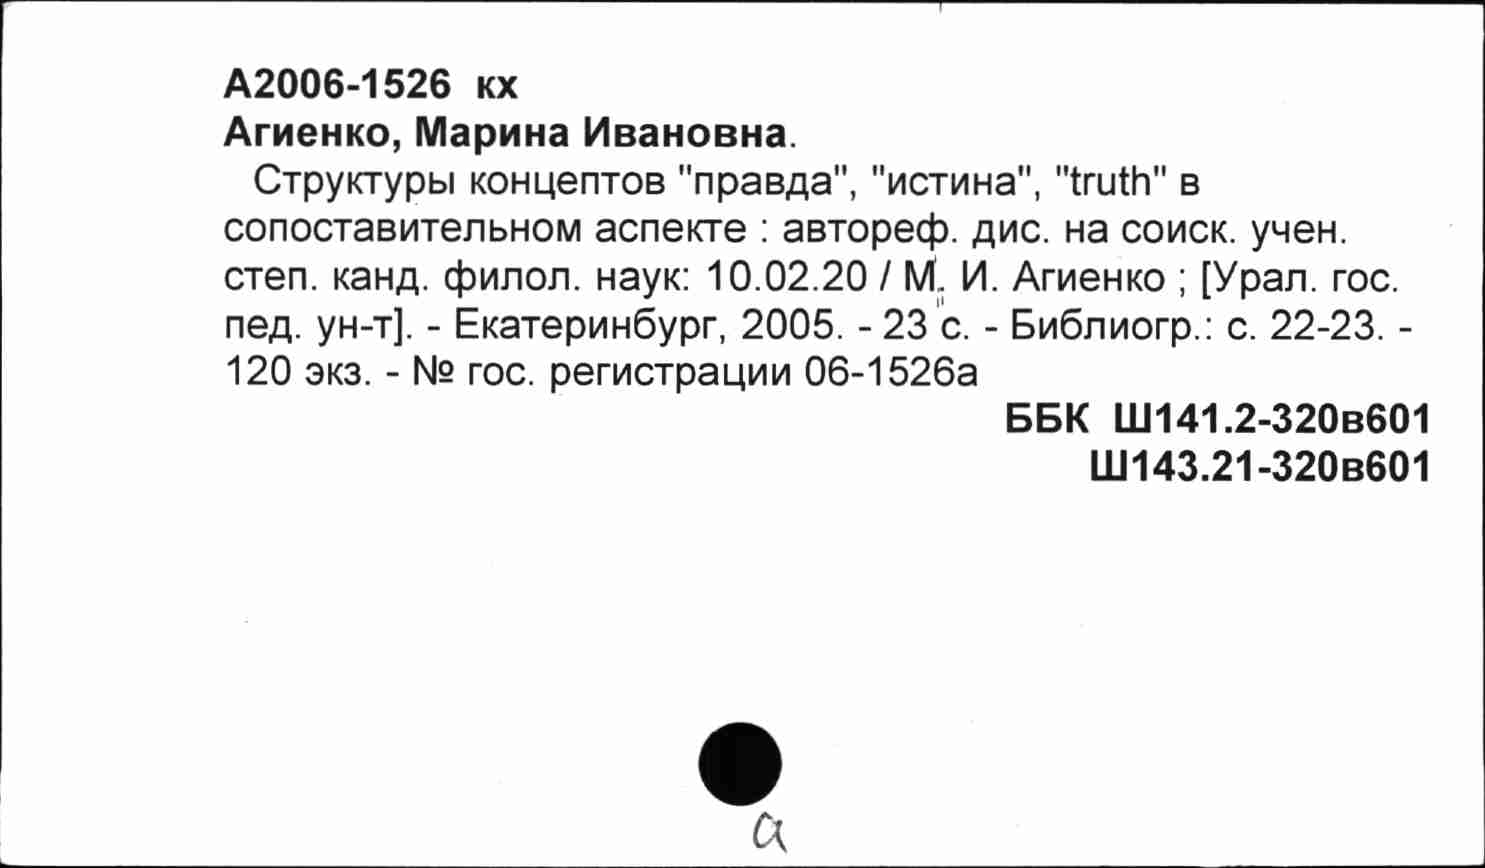 А2006-1526 кх
Агиенко, Марина Ивановна.
Структуры концептов "правда", "истина", "truth" в
сопоставительном аспекте : автореф. дис. на соиск. учен.
степ. канд. филол. наук: 10.02.20 / М. И. Агиенко ; [Урал. гос.
пед. ун-т]. - Екатеринбург, 2005. - 23 с. - Библиогр.: с. 22-23. -
120 экз. - № гос. регистрации 06-1526а
ББК Ш141.2-320в601
Ш143.21-320в601
а